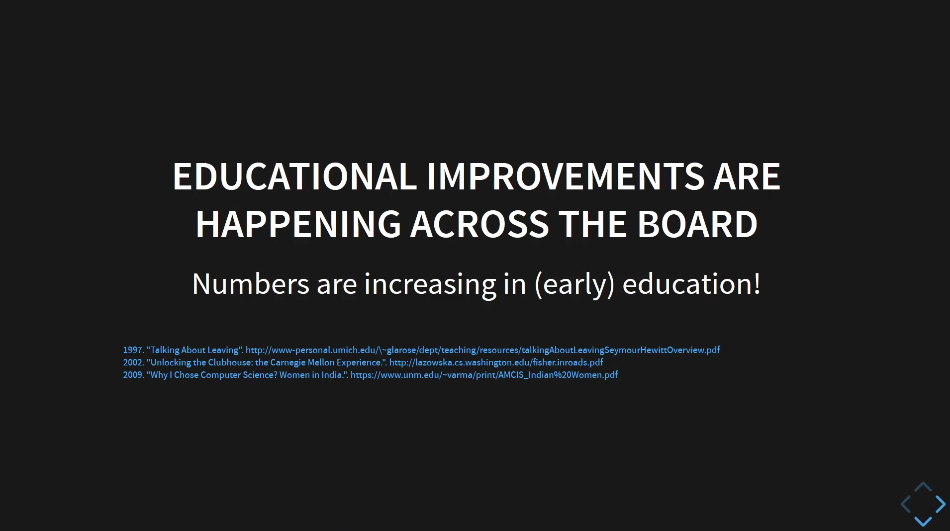 EDUCATIONAL IMPROVEMENTS ARE
HAPPENING ACROSS THE BOARD
Numbers are increasing in (early) education!
1997. "Talking About Leaving". http://www-personal.umich.edu/\~glarose/dept/teaching/resources/talkingAboutLeavingSeymourHewittOverview.pdf
2002. "Unlocking the Clubhouse: the Carnegie Mellon Experience.". http://lazowska.cs.washington.edu/fisher.inroads.pdf
2009. "Why I Chose Computer Science? Women in India.". https://www.unm.edu/~varma/print/AMCIS_Indian%20Women.pdf